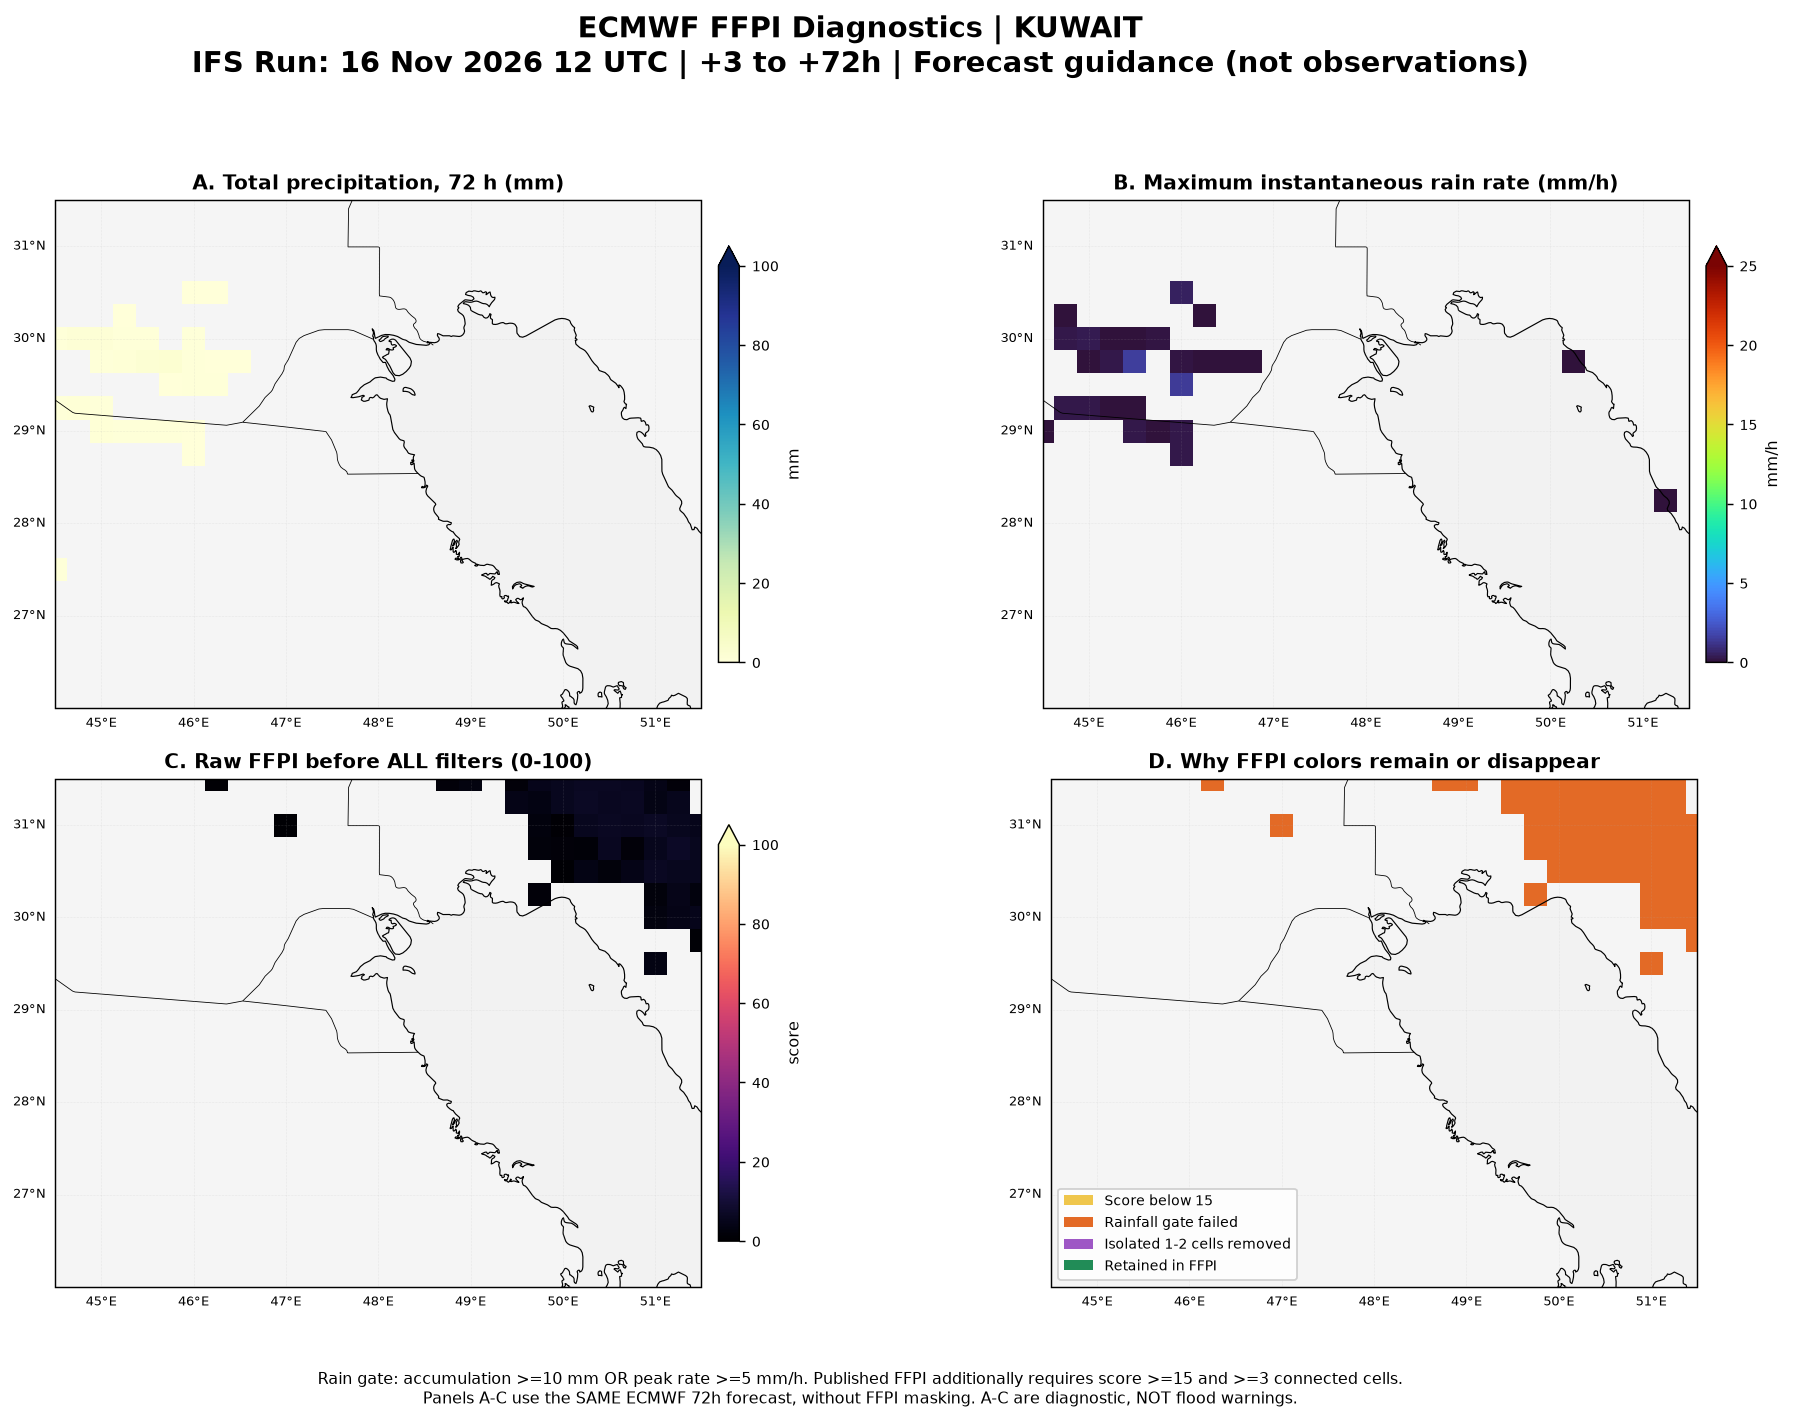 ECMWF FFPI Diagnostics | KUWAIT
IFS Run: 16 Nov 2026 12 UTC | +3 to +72h | Forecast guidance (not observations)
A. Total precipitation, 72 h (mm)
31°N
30°N
29°N
28°N
27°N
45°E 46°E 47°E 48°E 49°E 50°E 51°E
100
80
60
40
20
0
mm
B. Maximum instantaneous rain rate (mm/h)
31°N
30°N
29°N
28°N
27°N
45°E 46°E 47°E 48°E 49°E 50°E 51°E
25
20
15
10
5
0
mm/h
C. Raw FFPI before ALL filters (0-100)
31°N
30°N
29°N
28°N
27°N
45°E 46°E 47°E 48°E 49°E 50°E 51°E
100
80
60
40
20
0
score
D. Why FFPI colors remain or disappear
31°N
30°N
29°N
28°N
27°N
45°E 46°E 47°E 48°E 49°E 50°E 51°E
Score below 15
Rainfall gate failed
Isolated 1-2 cells removed
Retained in FFPI
Rain gate: accumulation >=10 mm OR peak rate >=5 mm/h. Published FFPI additionally requires score >=15 and >=3 connected cells.
Panels A-C use the SAME ECMWF 72h forecast, without FFPI masking. A-C are diagnostic, NOT flood warnings.